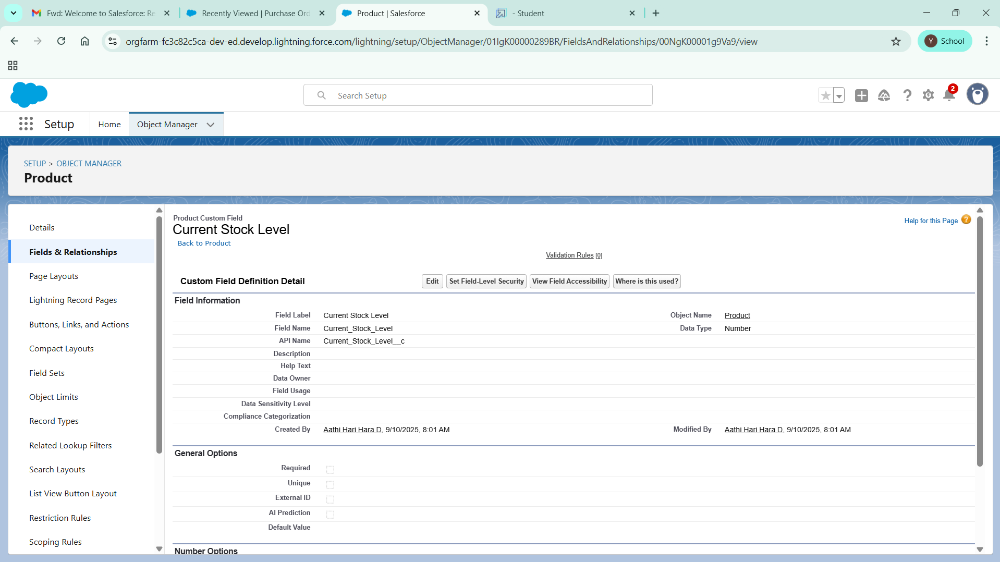 Fwd: Welcome to Salesforce: Re
Recently Viewed | Purchase Ord
Product | Salesforce
- Student
orgfarm-fc3c82c5ca-dev-ed.develop.lightning.force.com/lightning/setup/ObjectManager/01IgK00000289BR/FieldsAndRelationships/00NgK00001g9Va9/view
Y School
Search Setup
2
Setup
Home
Object Manager
SETUP > OBJECT MANAGER
Product
Details
Fields & Relationships
Page Layouts
Lightning Record Pages
Buttons, Links, and Actions
Compact Layouts
Field Sets
Object Limits
Record Types
Related Lookup Filters
Search Layouts
List View Button Layout
Restriction Rules
Scoping Rules
Product Custom Field
Current Stock Level
Back to Product
Help for this Page ?
Validation Rules [0]
Custom Field Definition Detail
Edit
Set Field-Level Security
View Field Accessibility
Where is this used?
Field Information
Field Label Current Stock Level
Object Name Product
Field Name Current_Stock_Level
Data Type Number
API Name Current_Stock_Level__c
Description
Help Text
Data Owner
Field Usage
Data Sensitivity Level
Compliance Categorization
Created By Aathi Hari Hara D, 9/10/2025, 8:01 AM
Modified By Aathi Hari Hara D, 9/10/2025, 8:01 AM
General Options
Required
Unique
External ID
AI Prediction
Default Value
Number Options